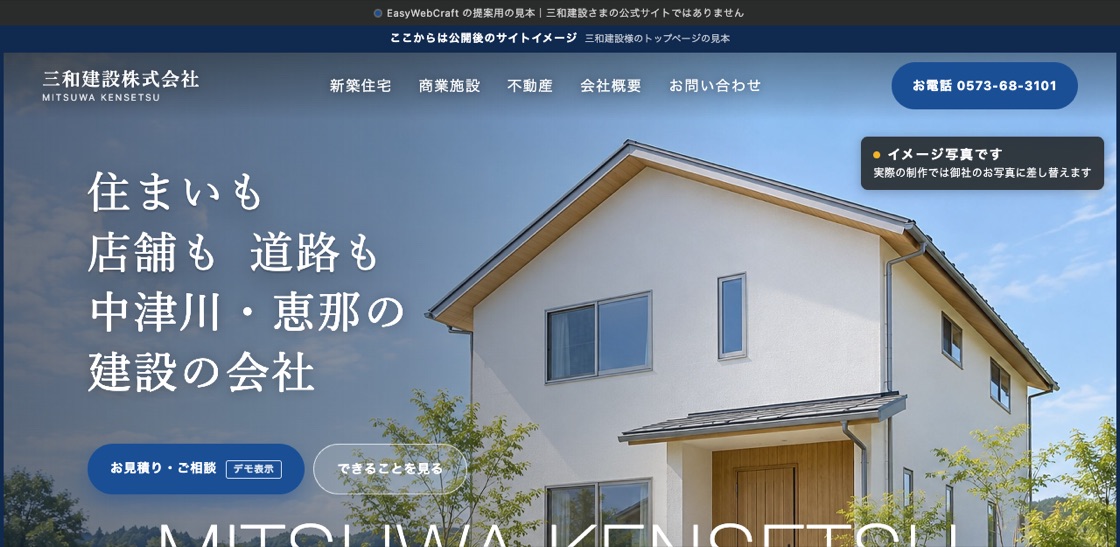 EasyWebCraft の提案用の見本｜三和建設さまの公式サイトではありません
ここからは公開後のサイトイメージ 三和建設様のトップページの見本
三和建設株式会社
MITSUWA KENSETSU
新築住宅 商業施設 不動産 会社概要 お問い合わせ
お電話 0573-68-3101
イメージ写真です
実際の制作では御社のお写真に差し替えます
住まいも
店舗も 道路も
中津川・恵那の
建設の会社
お見積り・ご相談 デモ表示
できることを見る
MITSUWA KENSETSU